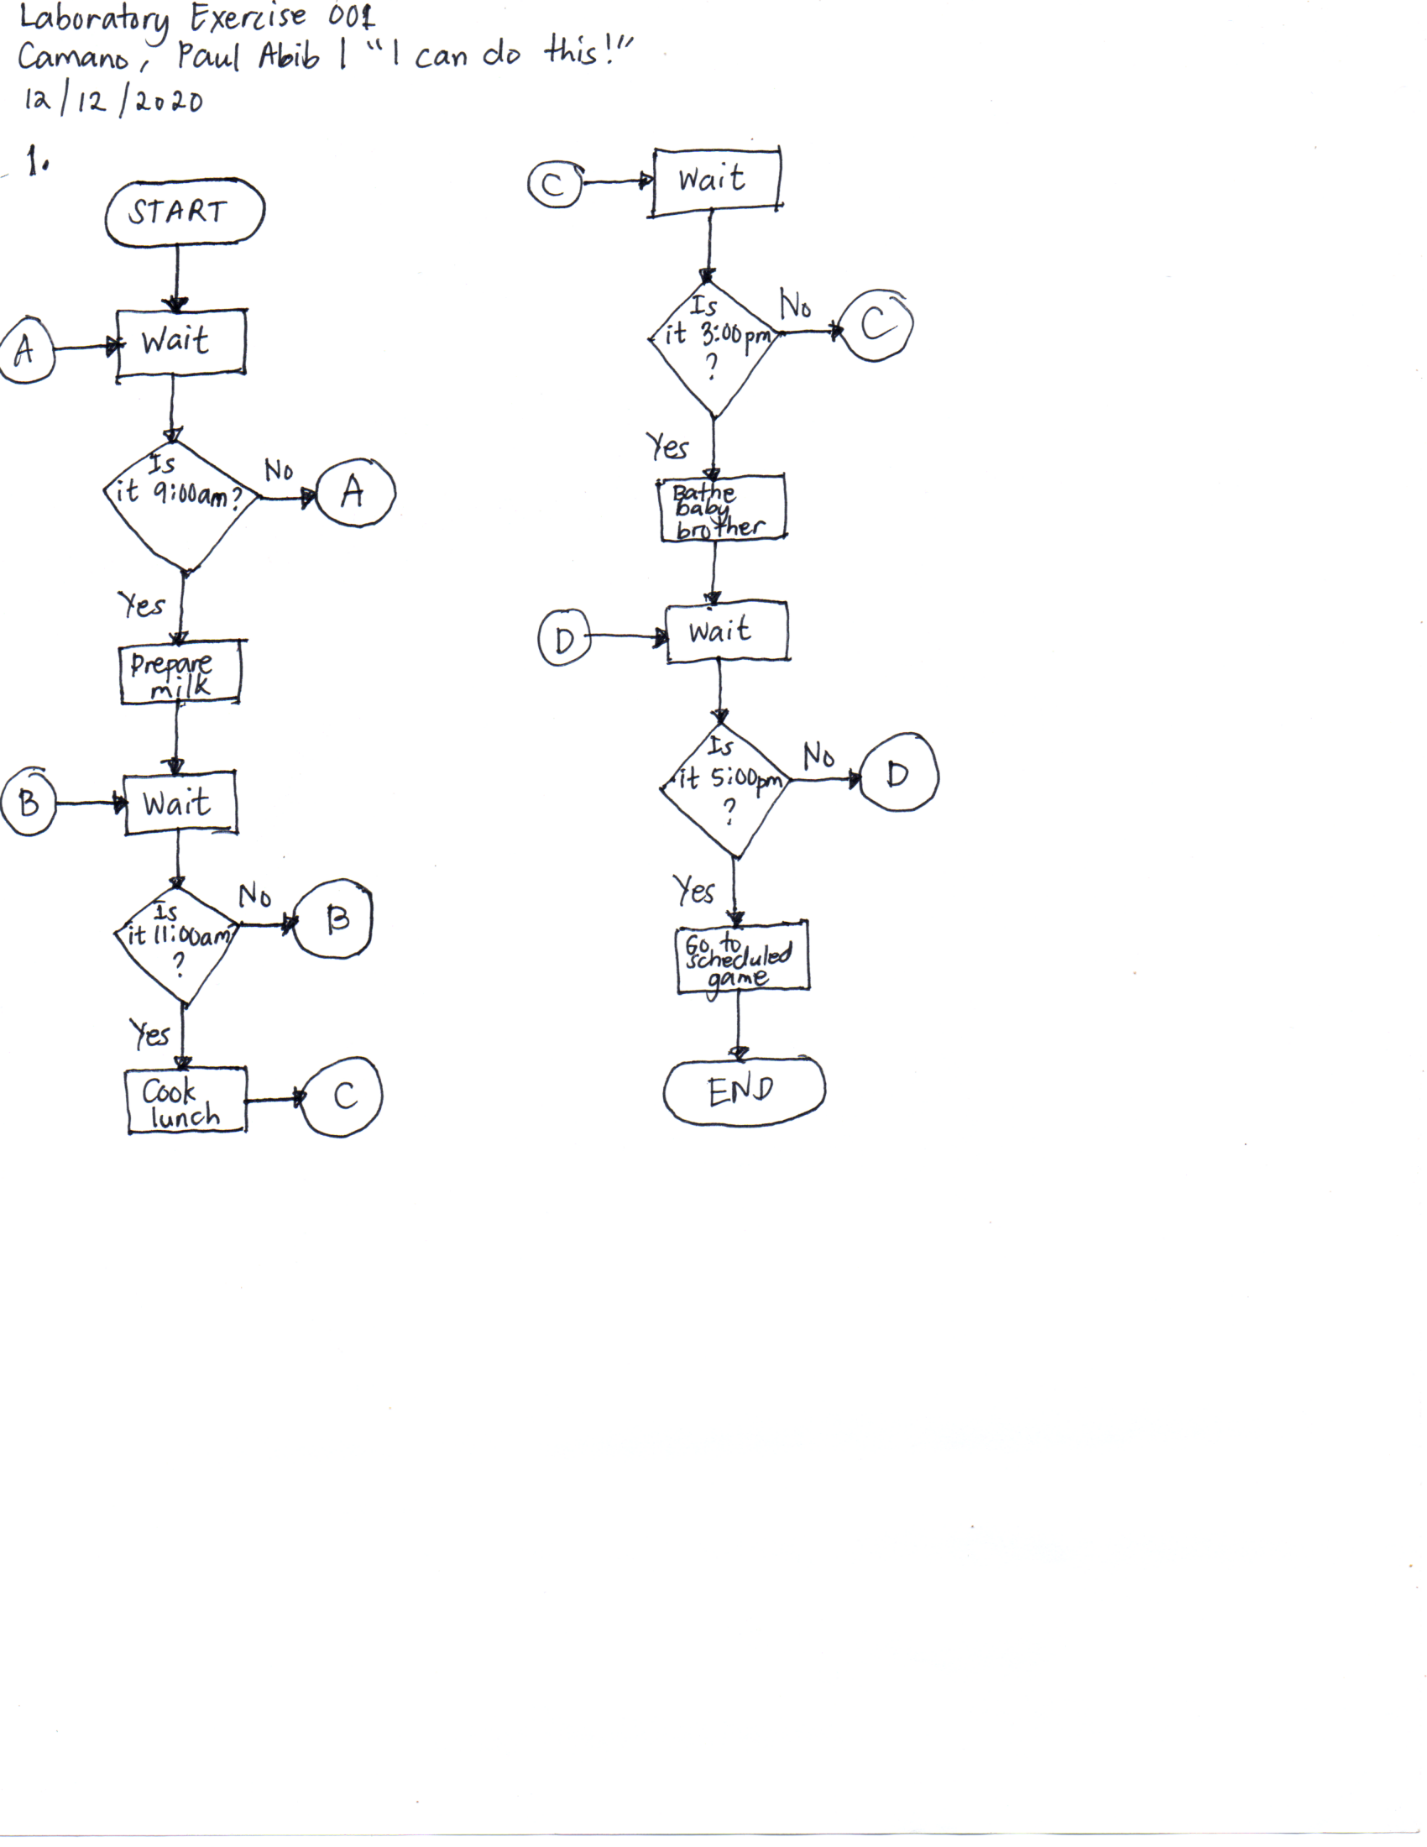 Laboratory Exercise 001
Camano, Paul Abib | "I can do this!"
12/12/2020
1.
START
A
Wait
Is
it 9:00am?
No
A
Yes
Prepare
milk
B
Wait
Is
it 11:00am
?
No
B
Yes
Cook
lunch
C
C
Wait
Is
it 3:00pm
?
No
C
Yes
Bathe
baby
brother
D
Wait
Is
it 5:00pm
?
No
D
Yes
Go to
scheduled
game
END